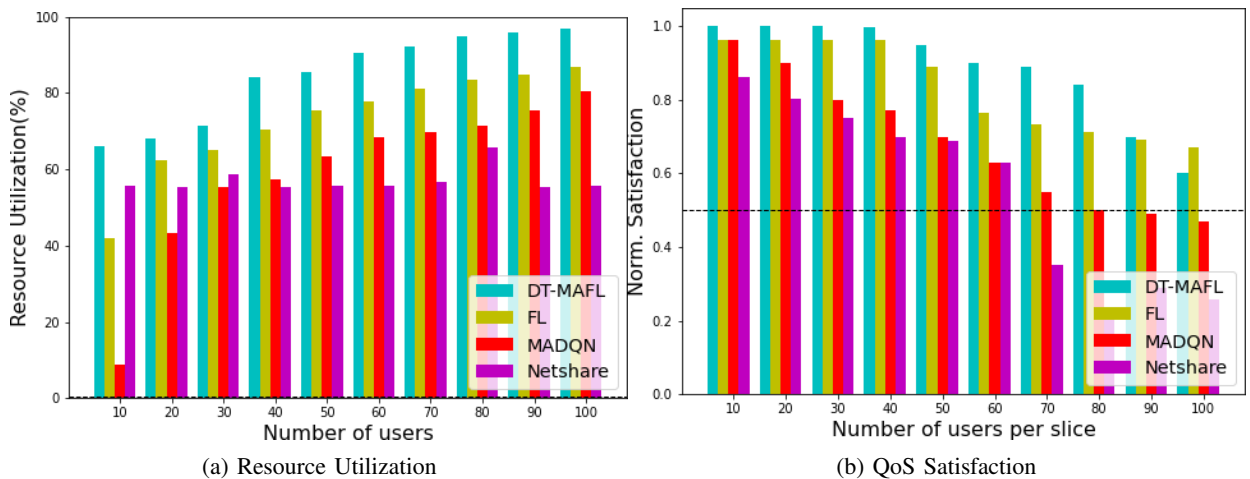 100
80
60
40
20
0
Resource Utilization(%)
DT-MAFL
FL
MADQN
Netshare
10 20 30 40 50 60 70 80 90 100
Number of users
(a) Resource Utilization
1.0
0.8
0.6
0.4
0.2
0.0
Norm. Satisfaction
DT-MAFL
FL
MADQN
Netshare
10 20 30 40 50 60 70 80 90 100
Number of users per slice
(b) QoS Satisfaction